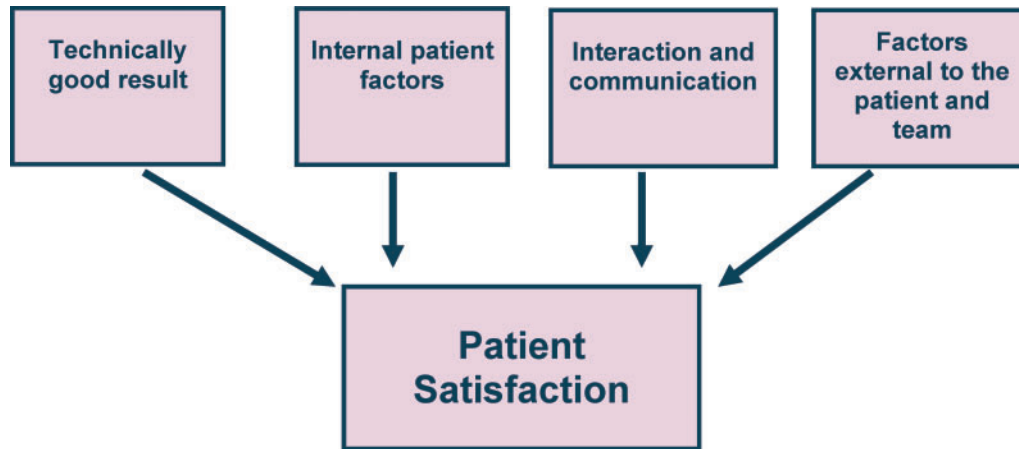 Technically
good result
Internal patient
factors
Interaction and
communication
Factors
external to the
patient and
team
Patient
Satisfaction